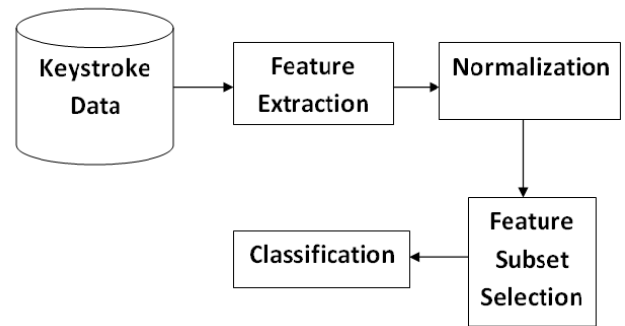 Keystroke
Data
Feature
Extraction
Normalization
Feature
Subset
Selection
Classification